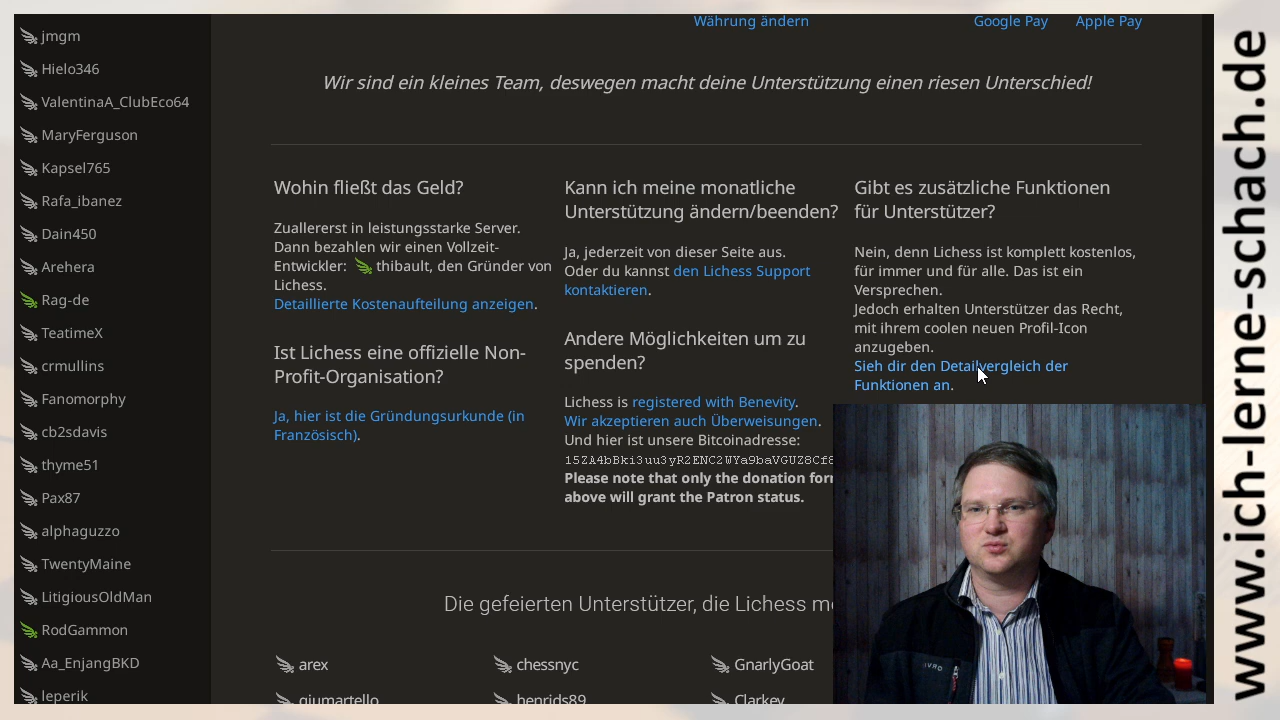 jmgm
Hielo346
ValentinaA_ClubEco64
MaryFerguson
Kapsel765
Rafa_ibanez
Dain450
Arehera
Rag-de
TeatimeX
crmullins
Fanomorphy
cb2sdavis
thyme51
Pax87
alphaguzzo
TwentyMaine
LitigiousOldMan
RodGammon
Aa_EnjangBKD
leperik
Währung ändern
Google Pay
Apple Pay
Wir sind ein kleines Team, deswegen macht deine Unterstützung einen riesen Unterschied!
Wohin fließt das Geld?
Zuallererst in leistungsstarke Server.
Dann bezahlen wir einen Vollzeit-
Entwickler: thibault, den Gründer von
Lichess.
Detaillierte Kostenaufteilung anzeigen.
Ist Lichess eine offizielle Non-
Profit-Organisation?
Ja, hier ist die Gründungsurkunde (in
Französisch).
Kann ich meine monatliche
Unterstützung ändern/beenden?
Ja, jederzeit von dieser Seite aus.
Oder du kannst den Lichess Support
kontaktieren.
Andere Möglichkeiten um zu
spenden?
Lichess is registered with Benevity.
Wir akzeptieren auch Überweisungen.
Und hier ist unsere Bitcoinadresse:
15ZA4bBki3uu3yR2ENC2WYa9baVGUZ8Cf8
Please note that only the donation for
above will grant the Patron status.
Gibt es zusätzliche Funktionen
für Unterstützer?
Nein, denn Lichess ist komplett kostenlos,
für immer und für alle. Das ist ein
Versprechen.
Jedoch erhalten Unterstützer das Recht,
mit ihrem coolen neuen Profil-Icon
anzugeben.
Sieh dir den Detailvergleich der
Funktionen an.
Die gefeierten Unterstützer, die Lichess mö
arex
chessnyc
GnarlyGoat
giumartello
henrids89
Clarkey
www.ich-lerne-schach.de